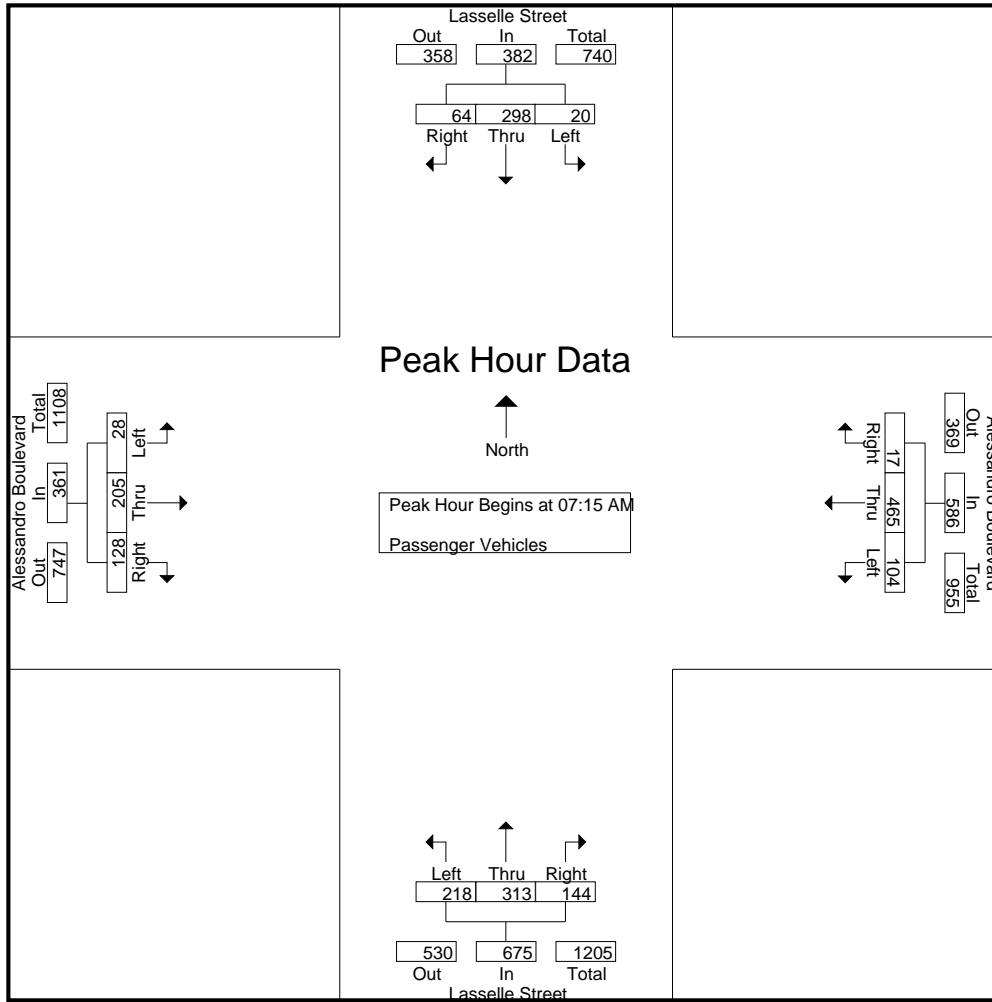 Lasselle Street
Out In Total
358 382 740
64 298 20
Right Thru Left
Peak Hour Data
North
Peak Hour Begins at 07:15 AM
Passenger Vehicles
Alessandro Boulevard
Out In Total
747 361 1108
28 205 128
Left Thru Right
Alessandro Boulevard
Out In Total
369 586 955
17 465 104
Right Thru Left
Left Thru Right
218 313 144
530 675 1205
Out In Total
Lasselle Street